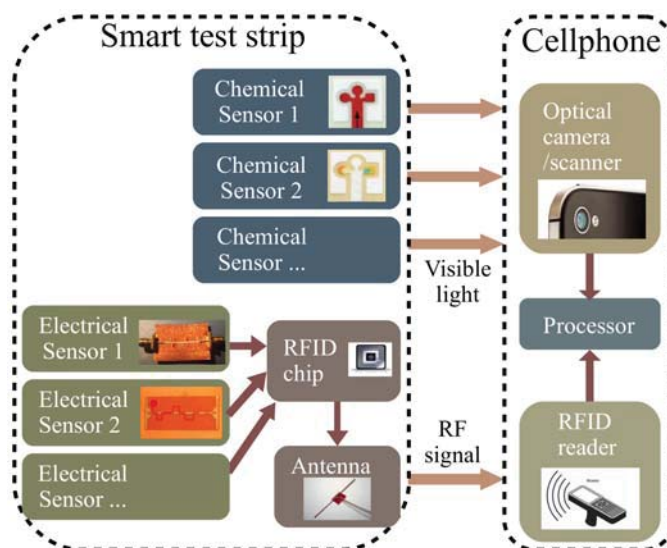 Smart test strip
Cellphone
Chemical
Sensor 1
Chemical
Sensor 2
Chemical
Sensor ...
Visible
light
Optical
camera
/scanner
Processor
Electrical
Sensor 1
Electrical
Sensor 2
Electrical
Sensor ...
RFID
chip
Antenna
RF
signal
RFID
reader